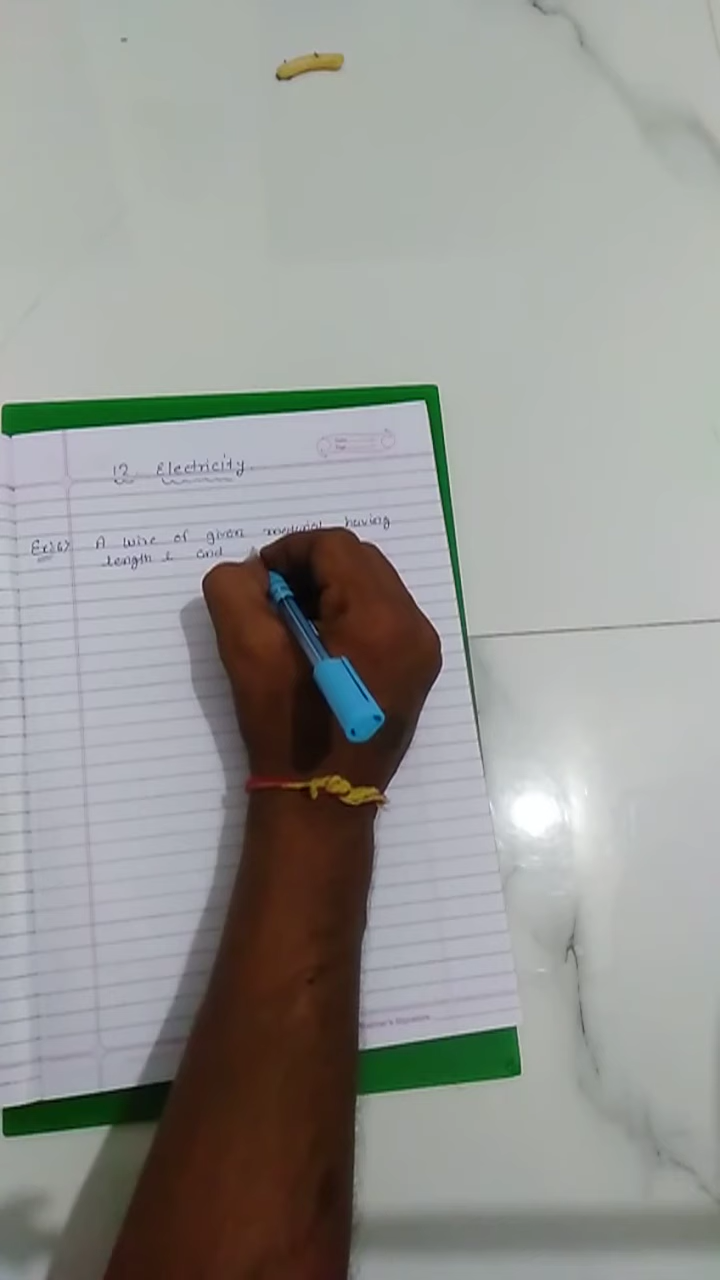 12. Electricity.
Ex:6> A wire of given material having
length l and